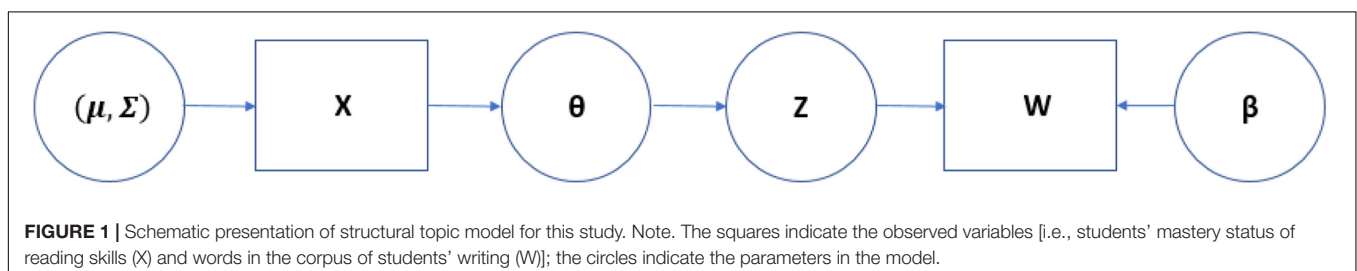 (μ, Σ) X θ Z W β
FIGURE 1 | Schematic presentation of structural topic model for this study. Note. The squares indicate the observed variables [i.e., students' mastery status of
reading skills (X) and words in the corpus of students' writing (W)]; the circles indicate the parameters in the model.